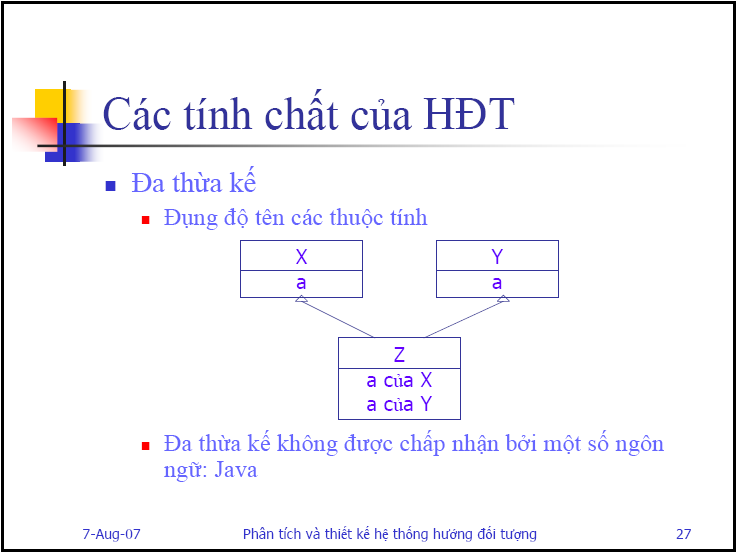 Các tính chất của HĐT
Đa thừa kế
Đụng độ tên các thuộc tính
X
Y
a
a
Z
a của X
a của Y
Đa thừa kế không được chấp nhận bởi một số ngôn
ngữ: Java
7-Aug-07
Phân tích và thiết kế hệ thống hướng đối tượng
27